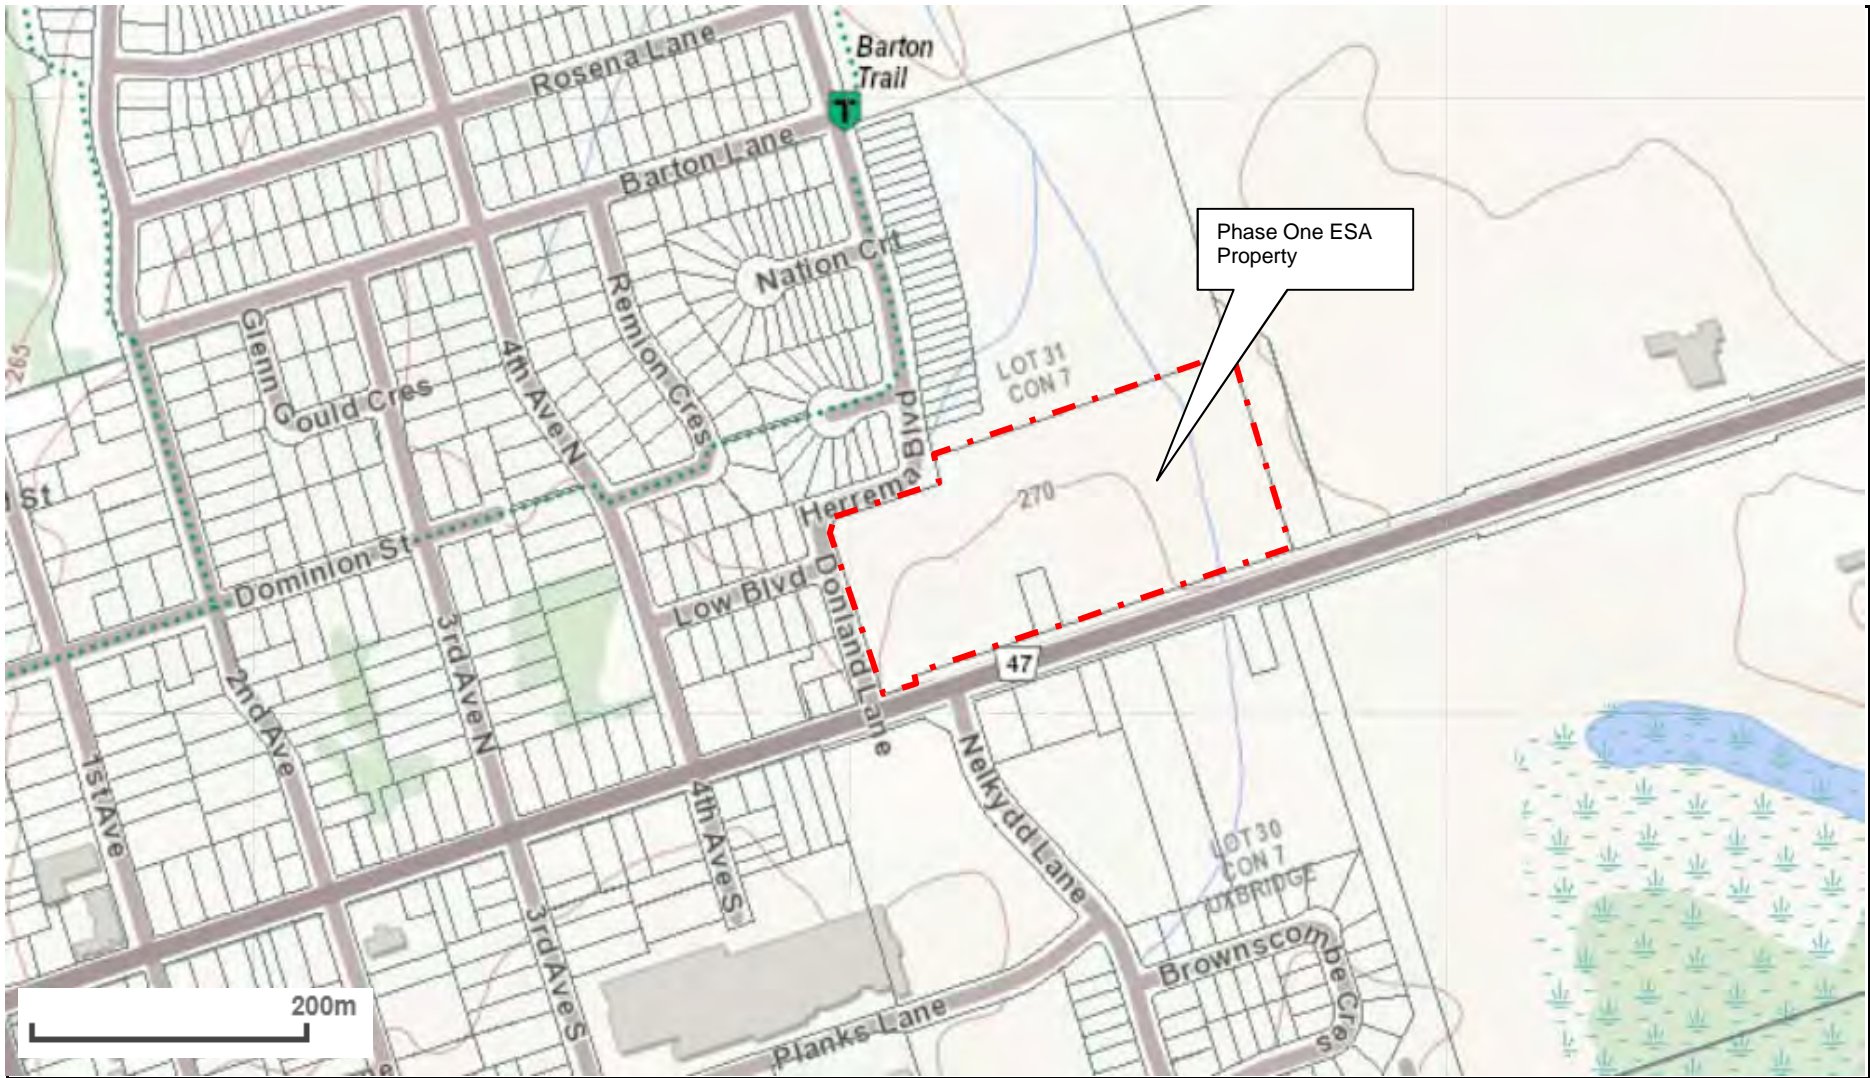 Barton
Trail
Rosena Lane
Barton Lane
T
Phase One ESA
Property
Nation Crt
Remion Cres
Glenn
Gould Cres
4th Ave N
265
LOT 31
CON 7
Herrema
Blvd
270
St
Dominion St
Low Blvd
Donland Lane
3rd Ave N
47
2nd Ave
1st Ave
4th Ave S
Nelkydd Lane
LOT 30
CON 7
UXBRIDGE
3rd Ave S
Brownscombe Cres
Planks Lane
200m